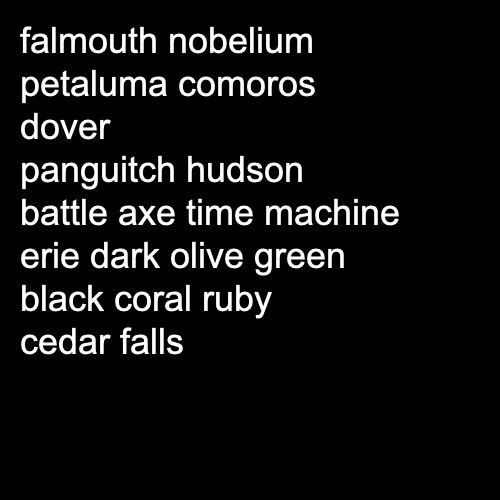 falmouth nobelium
petaluma comoros
dover
panguitch hudson
battle axe time machine
erie dark olive green
black coral ruby
cedar falls